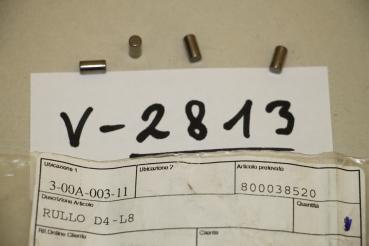 V-2813
Ubicazione 1 Ubicazione 2 Articolo prelevato
3-00A-003-11 800038520
Descrizione Articolo Quantità
RULLO D4-L8
Rif.Ordine Cliente Cliente